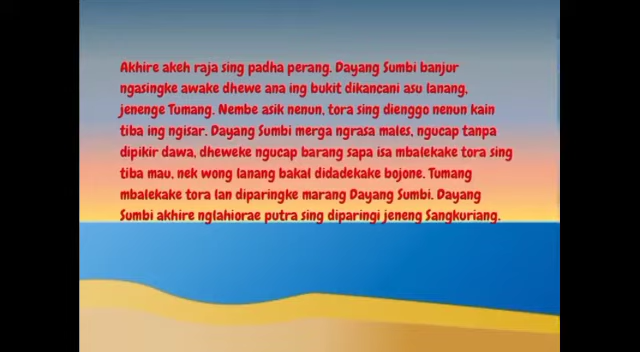 Akhire akeh raja sing padha perang. Dayang Sumbi banjur
ngasingke awake dhewe ana ing bukit dikancani asu lanang,
jenenge Tumang. Nembe asik nenun, tora sing dienggo nenun kain
tiba ing ngisar. Dayang Sumbi merga ngrasa males, ngucap tanpa
dipikir dawa, dheweke ngucap barang sapa isa mbalekake tora sing
tiba mau, nek wong lanang bakal didadekake bojone. Tumang
mbalekake tora lan diparingke marang Dayang Sumbi. Dayang
Sumbi akhire nglahiorae putra sing diparingi jeneng Sangkuriang.